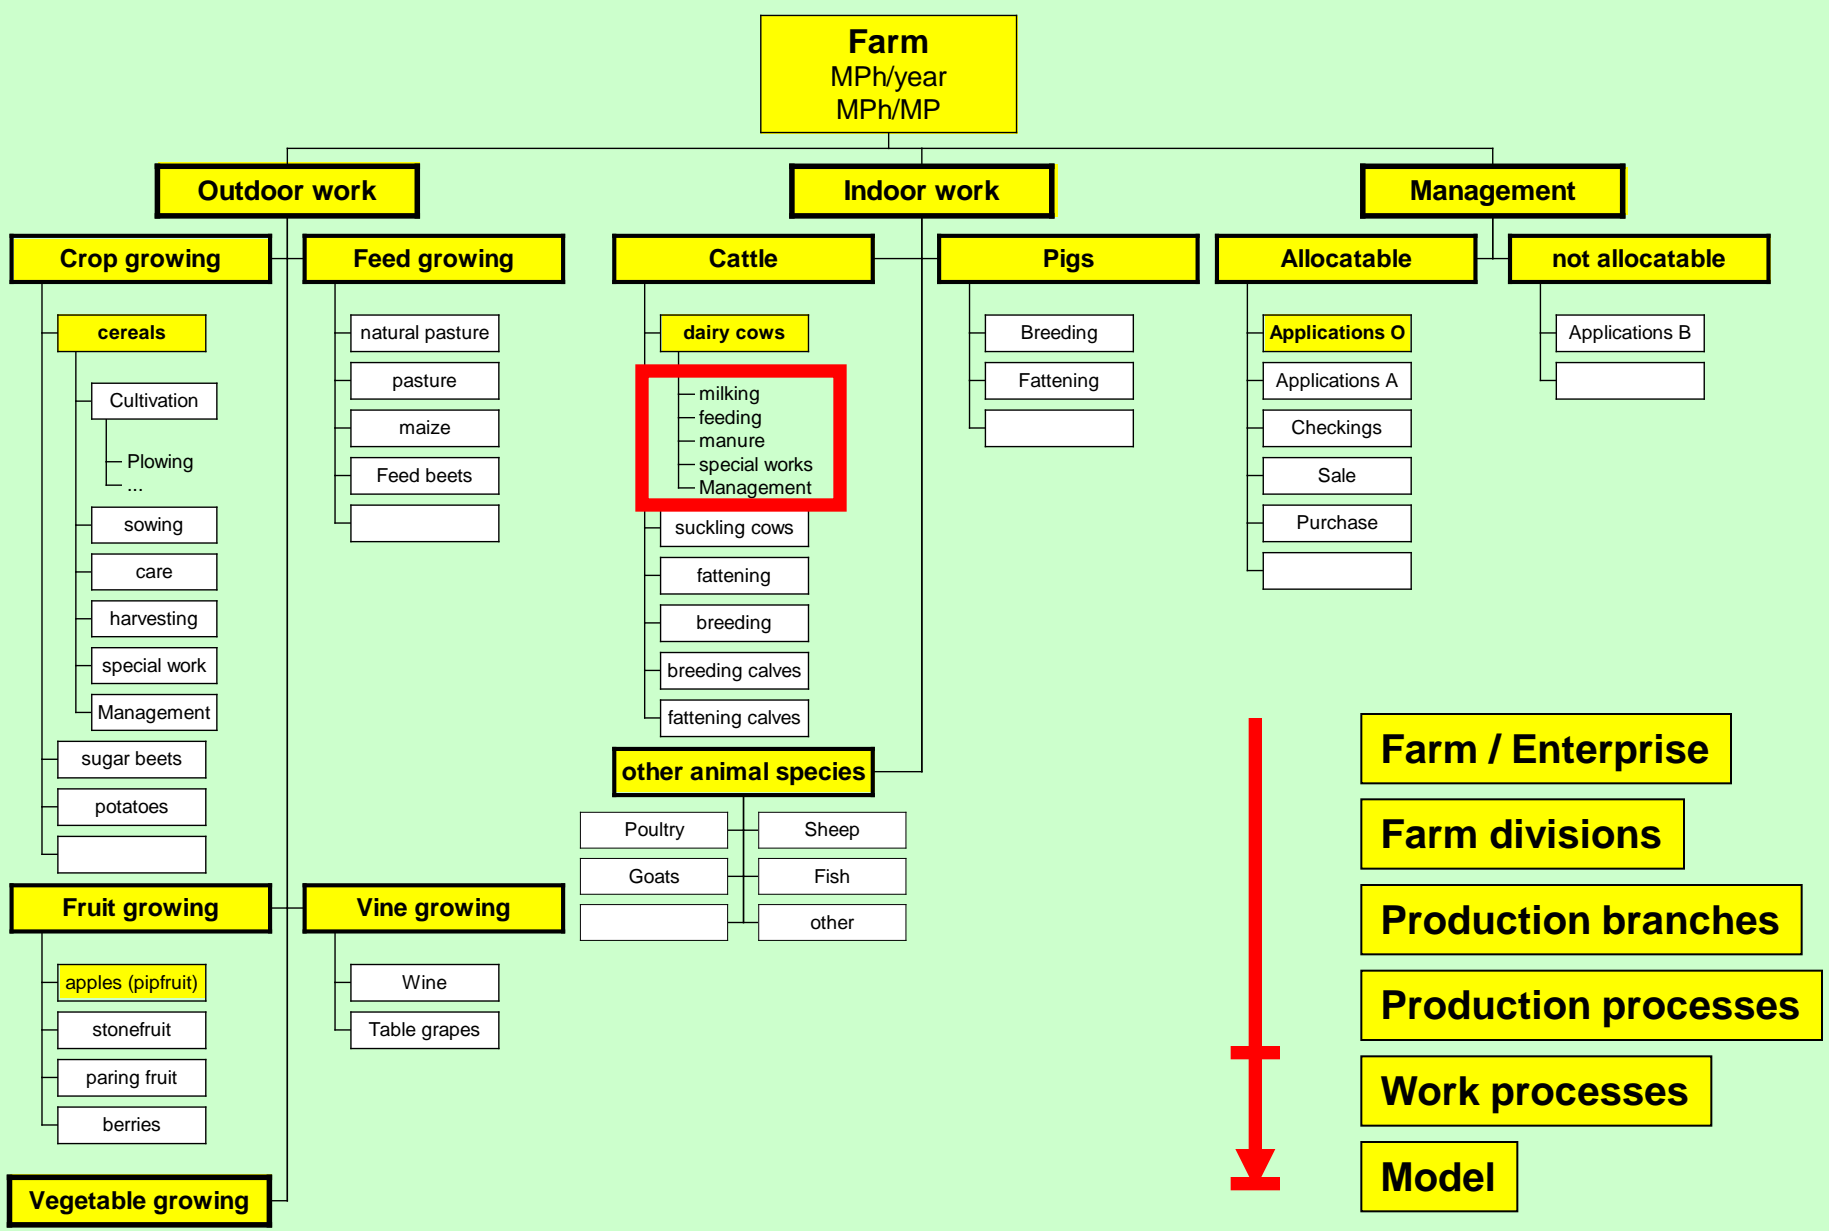 Farm
MPh/year
MPh/MP
Outdoor work
Indoor work
Management
Crop growing
Feed growing
Cattle
Pigs
Allocatable
not allocatable
cereals
Cultivation
Plowing
...
sowing
care
harvesting
special work
Management
sugar beets
potatoes
natural pasture
pasture
maize
Feed beets
dairy cows
milking
feeding
manure
special works
Management
suckling cows
fattening
breeding
breeding calves
fattening calves
Breeding
Fattening
Applications O
Applications A
Checkings
Sale
Purchase
Applications B
other animal species
Poultry
Sheep
Goats
Fish
other
Fruit growing
Vine growing
apples (pipfruit)
stonefruit
paring fruit
berries
Wine
Table grapes
Vegetable growing
Farm / Enterprise
Farm divisions
Production branches
Production processes
Work processes
Model